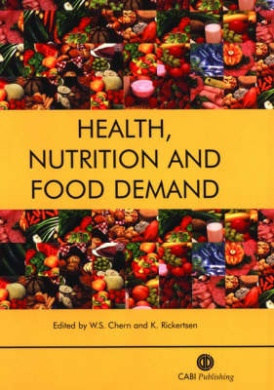 HEALTH,
NUTRITION AND
FOOD DEMAND
Edited by W.S. Chern and K. Rickertsen
CABI Publishing